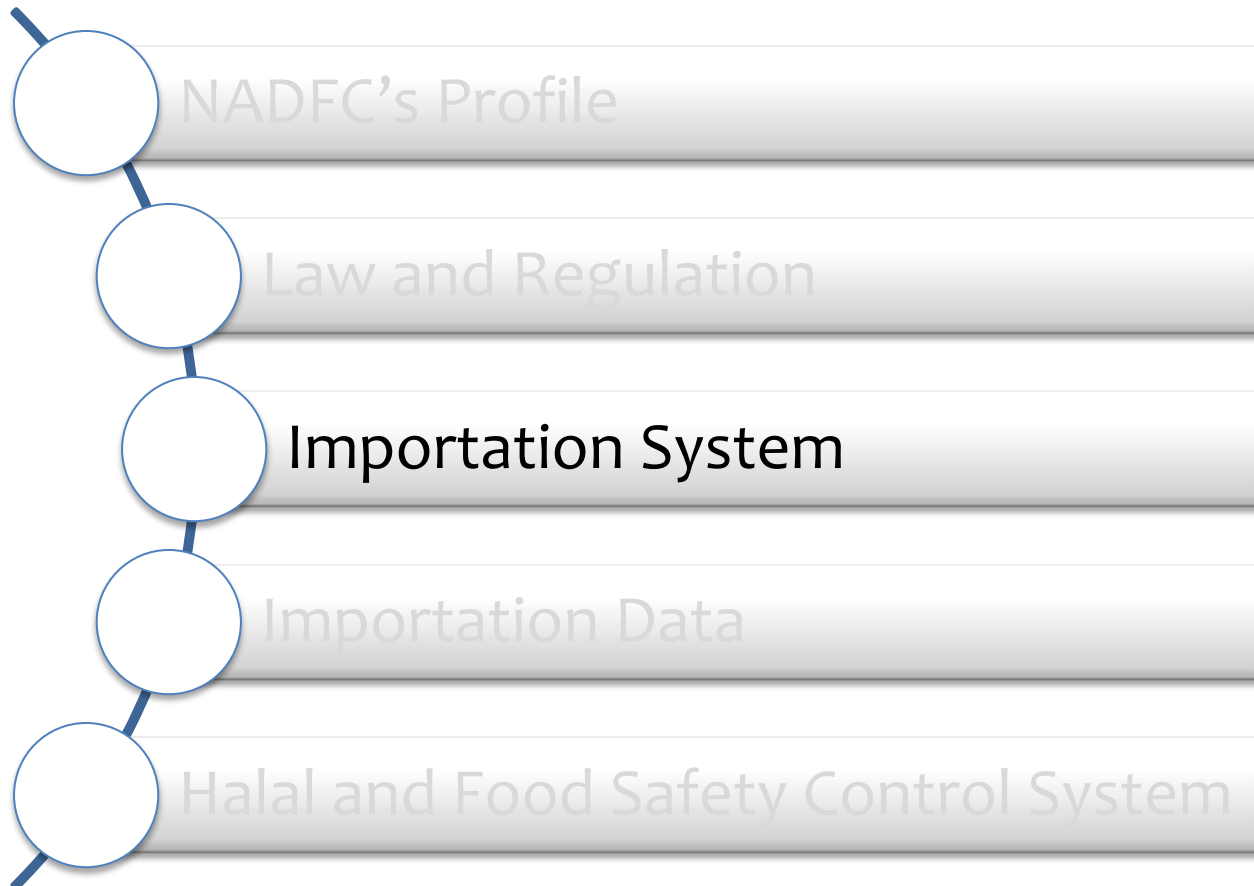 NADFC’s Profile
Law and Regulation
Importation System
Importation Data
Halal and Food Safety Control System